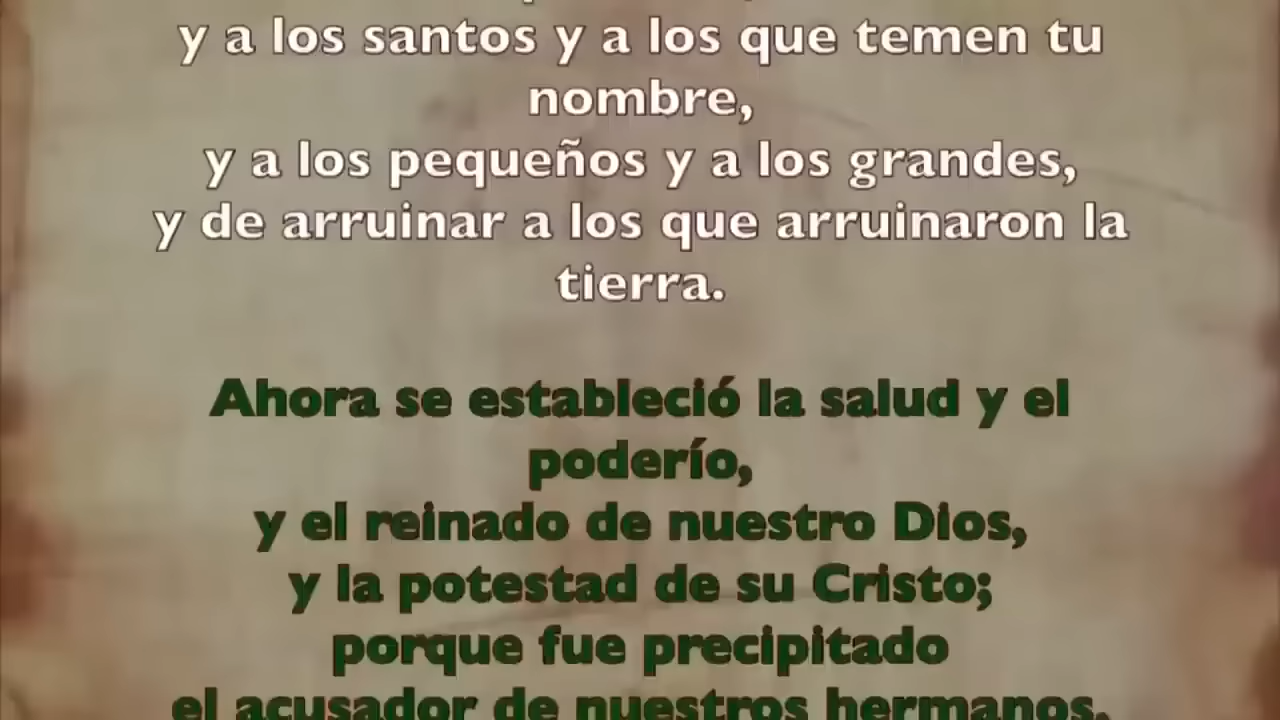 y a los santos y a los que temen tu
nombre,
y a los pequeños y a los grandes,
y de arruinar a los que arruinaron la
tierra.
Ahora se estableció la salud y el
poderío,
y el reinado de nuestro Dios,
y la potestad de su Cristo;
porque fue precipitado
el acusador de nuestros hermanos,